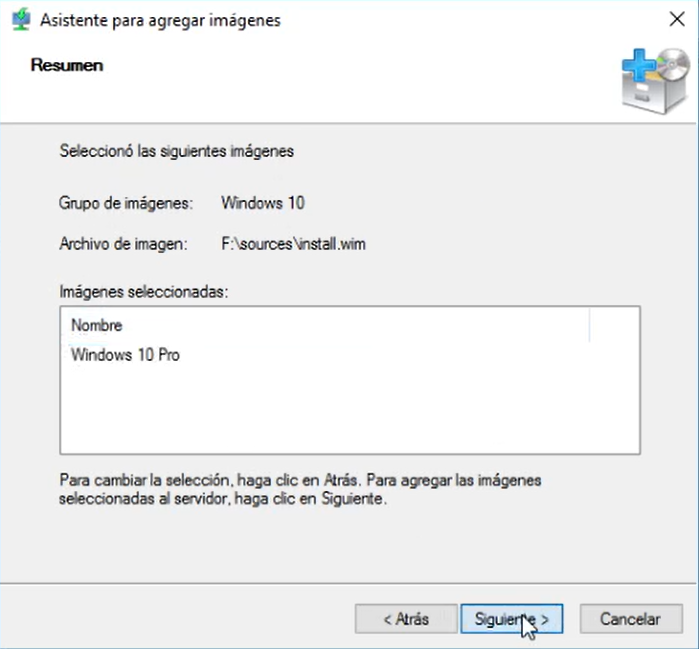 Asistente para agregar imágenes
Resumen
Seleccionó las siguientes imágenes
Grupo de imágenes: Windows 10
Archivo de imagen: F:\sources\install.wim
Imágenes seleccionadas:
Nombre
Windows 10 Pro
Para cambiar la selección, haga clic en Atrás. Para agregar las imágenes
seleccionadas al servidor, haga clic en Siguiente.
< Atrás Siguiente > Cancelar